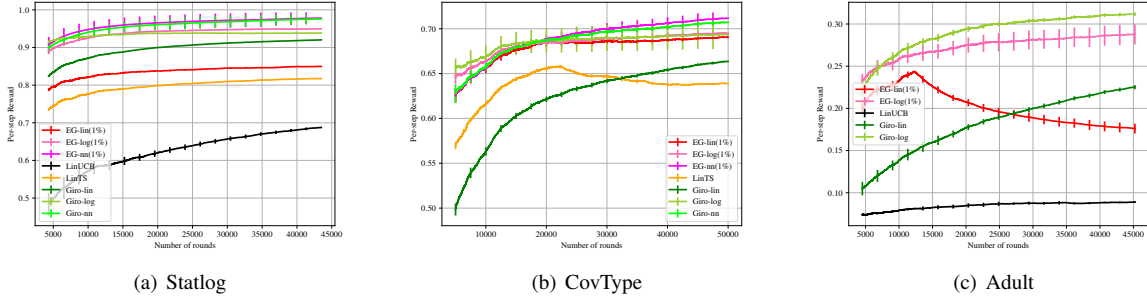 1.0
0.9
0.8
0.7
0.6
0.5
Per-step Reward
EG-lin(1%)
EG-log(1%)
EG-nn(1%)
LinUCB
LinTS
Giro-lin
Giro-log
Giro-nn
5000 10000 15000 20000 25000 30000 35000 40000 45000
Number of rounds
(a) Statlog
0.70
0.65
0.60
0.55
0.50
Per-step Reward
EG-lin(1%)
EG-log(1%)
EG-nn(1%)
LinTS
Giro-lin
Giro-log
Giro-nn
10000 20000 30000 40000 50000
Number of rounds
(b) CovType
0.30
0.25
0.20
0.15
0.10
Per-step Reward
EG-lin(1%)
EG-log(1%)
LinUCB
Giro-lin
Giro-log
5000 10000 15000 20000 25000 30000 35000 40000 45000
Number of rounds
(c) Adult